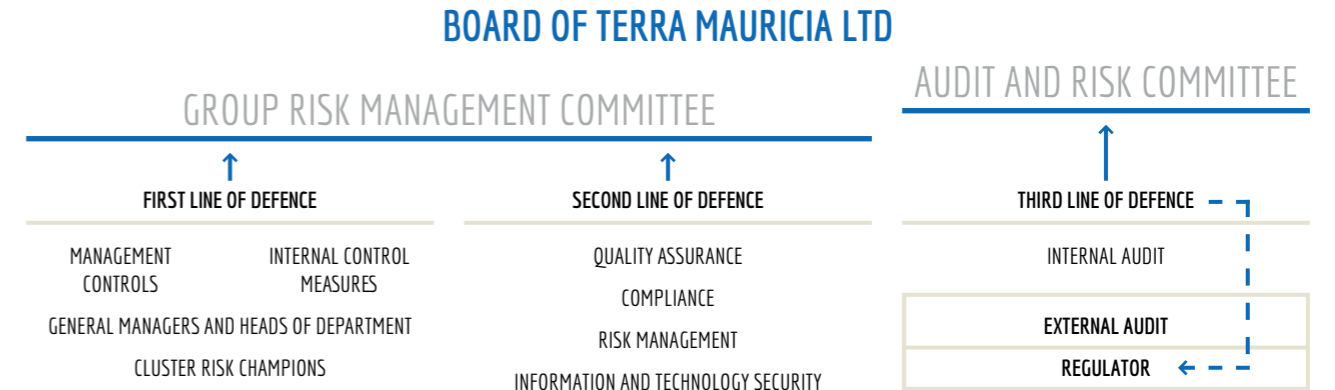 BOARD OF TERRA MAURICIA LTD
GROUP RISK MANAGEMENT COMMITTEE
AUDIT AND RISK COMMITTEE
FIRST LINE OF DEFENCE
MANAGEMENT
CONTROLS
INTERNAL CONTROL
MEASURES
GENERAL MANAGERS AND HEADS OF DEPARTMENT
CLUSTER RISK CHAMPIONS
SECOND LINE OF DEFENCE
QUALITY ASSURANCE
COMPLIANCE
RISK MANAGEMENT
INFORMATION AND TECHNOLOGY SECURITY
THIRD LINE OF DEFENCE
INTERNAL AUDIT
EXTERNAL AUDIT
REGULATOR